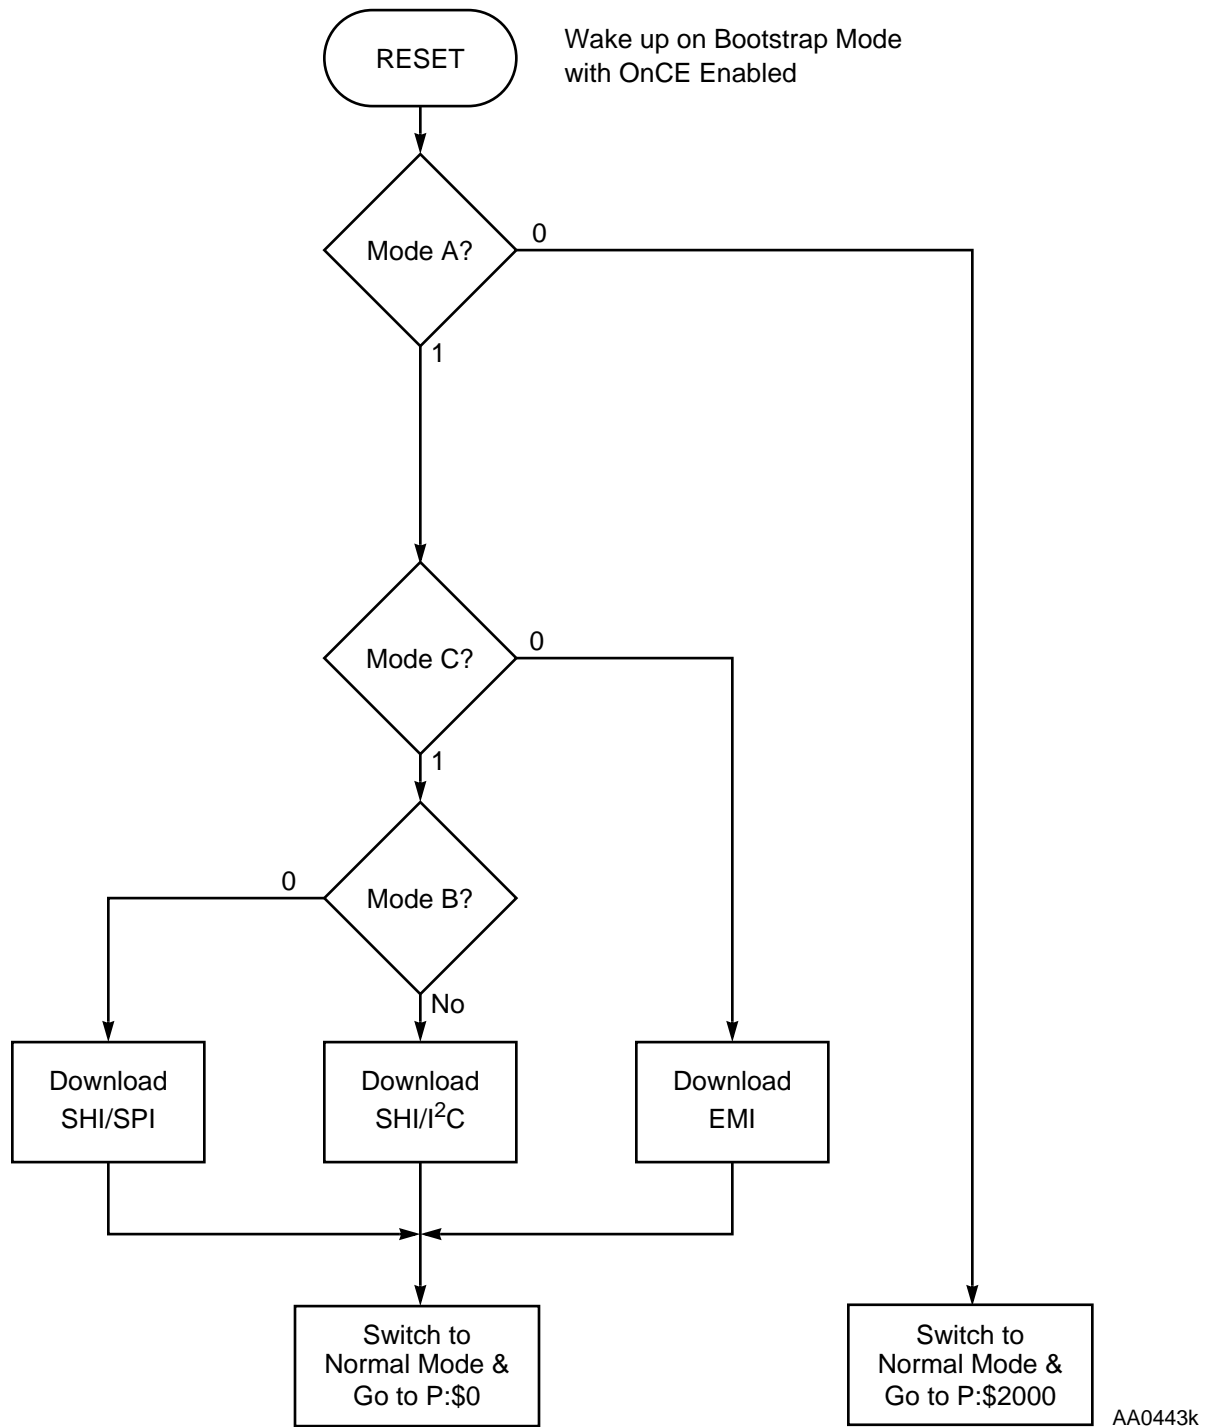 RESET
Wake up on Bootstrap Mode
with OnCE Enabled
Mode A?
0
1
Mode C?
0
1
Mode B?
0
No
Download
SHI/SPI
Download
SHI/I²C
Download
EMI
Switch to
Normal Mode &
Go to P:$0
Switch to
Normal Mode &
Go to P:$2000
AA0443k